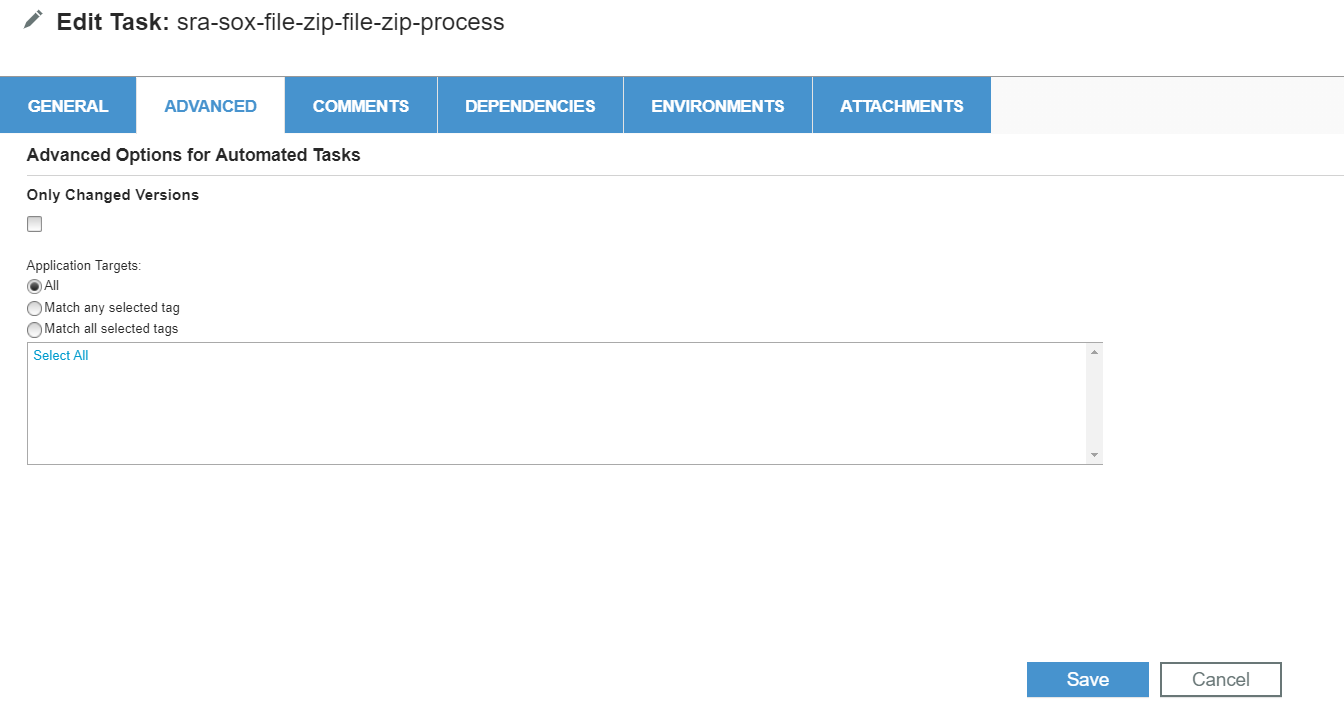 Edit Task: sra-sox-file-zip-file-zip-process
GENERAL ADVANCED COMMENTS DEPENDENCIES ENVIRONMENTS ATTACHMENTS
Advanced Options for Automated Tasks
Only Changed Versions
Application Targets:
All
Match any selected tag
Match all selected tags
Select All
Save Cancel